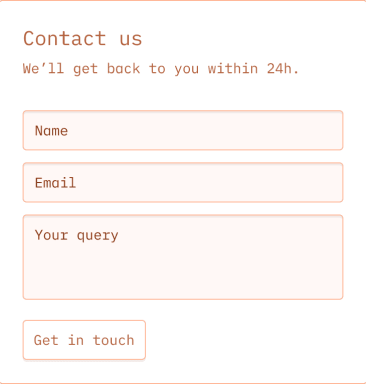 Contact us
We’ll get back to you within 24h.
Name
Email
Your query
Get in touch